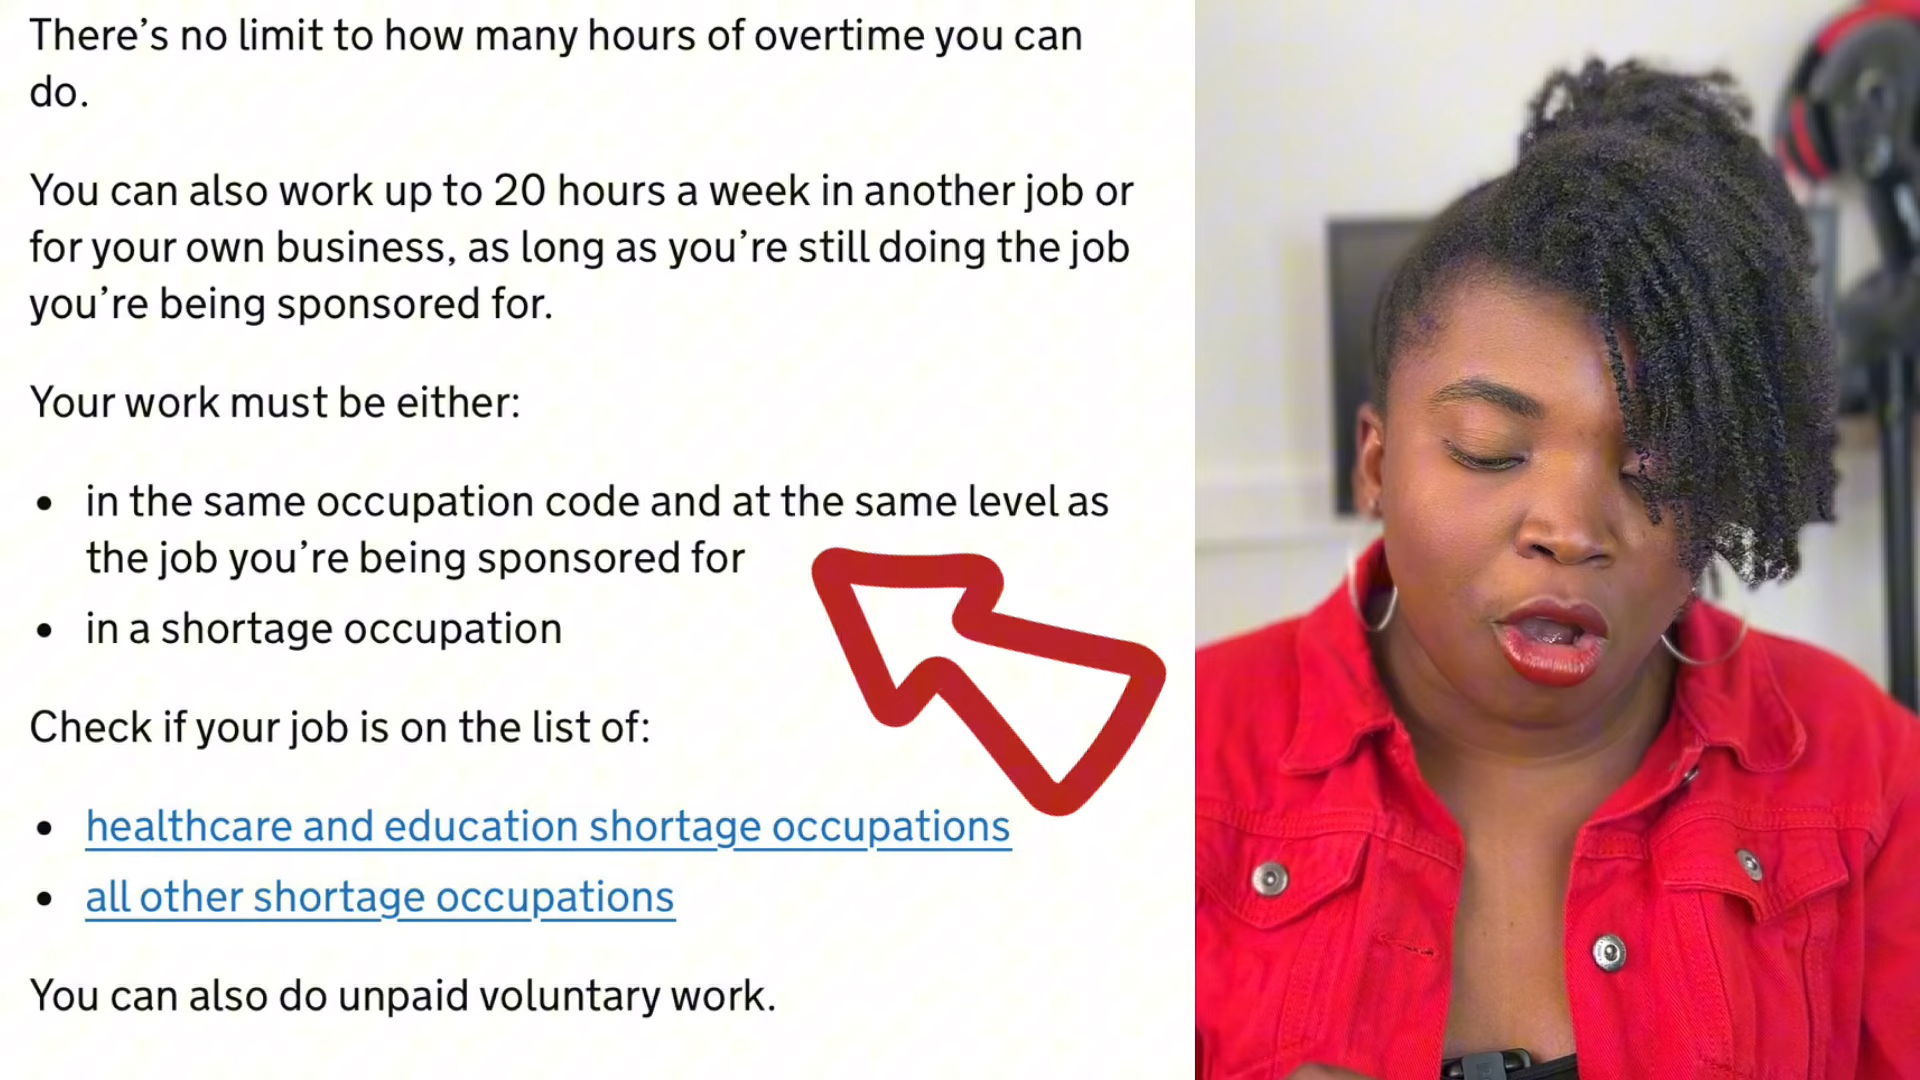 There’s no limit to how many hours of overtime you can
do.
You can also work up to 20 hours a week in another job or
for your own business, as long as you’re still doing the job
you’re being sponsored for.
Your work must be either:
• in the same occupation code and at the same level as
the job you’re being sponsored for
• in a shortage occupation
Check if your job is on the list of:
• healthcare and education shortage occupations
• all other shortage occupations
You can also do unpaid voluntary work.